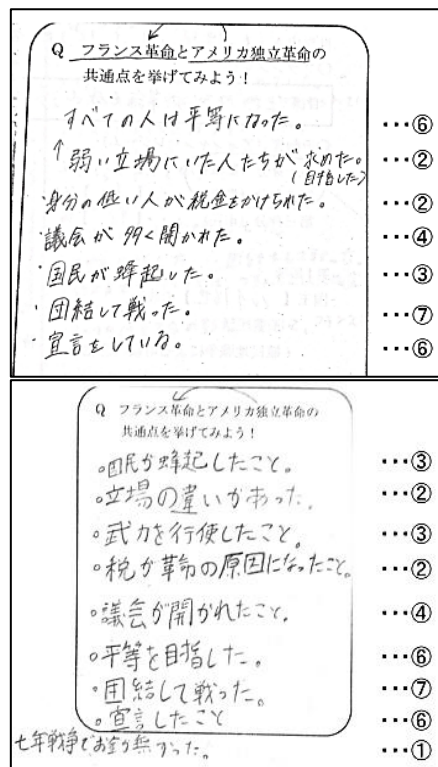 Q フランス革命とアメリカ独立革命の
共通点を挙げてみよう！
すべての人は平等になった。 …⑥
↑弱い立場にいた人たちが求めた。 …②
(目指した)
・身分の低い人が税金をかけられた。 …②
・議会が多く開かれた。 …④
・国民が蜂起した。 …③
・団結して戦った。 …⑦
・宣言をしている。 …⑥
Q フランス革命とアメリカ独立革命の
共通点を挙げてみよう！
。国民が蜂起したこと。 …③
。立場の違いがあった。 …②
。武力を行使したこと。 …③
。税が革命の原因になったこと。 …②
。議会が開かれたこと。 …④
。平等を目指した。 …⑥
。団結して戦った。 …⑦
。宣言したこと …⑥
七年戦争でお金が無かった。 …①